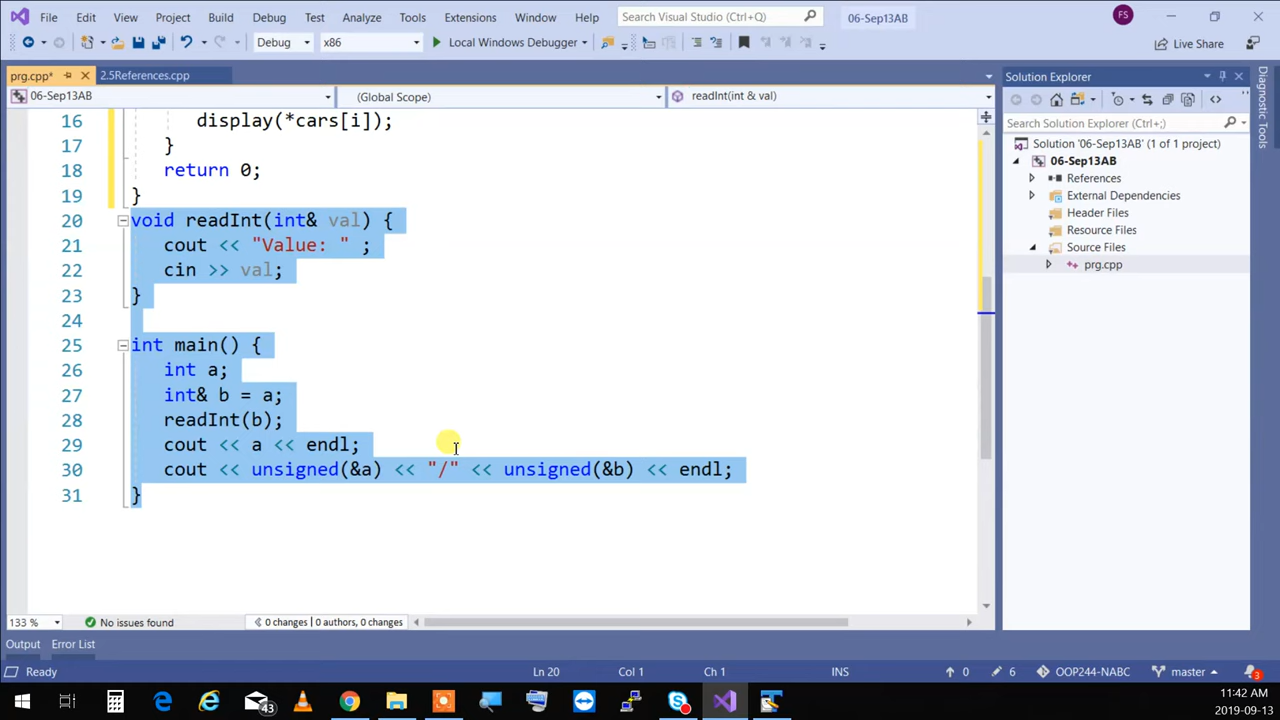 File Edit View Project Build Debug Test Analyze Tools Extensions Window Help Search Visual Studio (Ctrl+Q) 06-Sep13AB FS
Debug x86 Local Windows Debugger Live Share
prg.cpp* 2.5References.cpp Solution Explorer
06-Sep13AB (Global Scope) readInt(int & val)
Search Solution Explorer (Ctrl+;)
Solution '06-Sep13AB' (1 of 1 project)
06-Sep13AB
References
External Dependencies
Header Files
Resource Files
Source Files
prg.cpp
Diagnostic Tools
16 display(*cars[i]);
17 }
18 return 0;
19 }
20 void readInt(int& val) {
21 cout << "Value: " ;
22 cin >> val;
23 }
24
25 int main() {
26 int a;
27 int& b = a;
28 readInt(b);
29 cout << a << endl;
30 cout << unsigned(&a) << "/" << unsigned(&b) << endl;
31 }
133 % No issues found 0 changes | 0 authors, 0 changes
Output Error List
Ready Ln 20 Col 1 Ch 1 INS 0 6 OOP244-NABC master 3
43
11:42 AM
2019-09-13